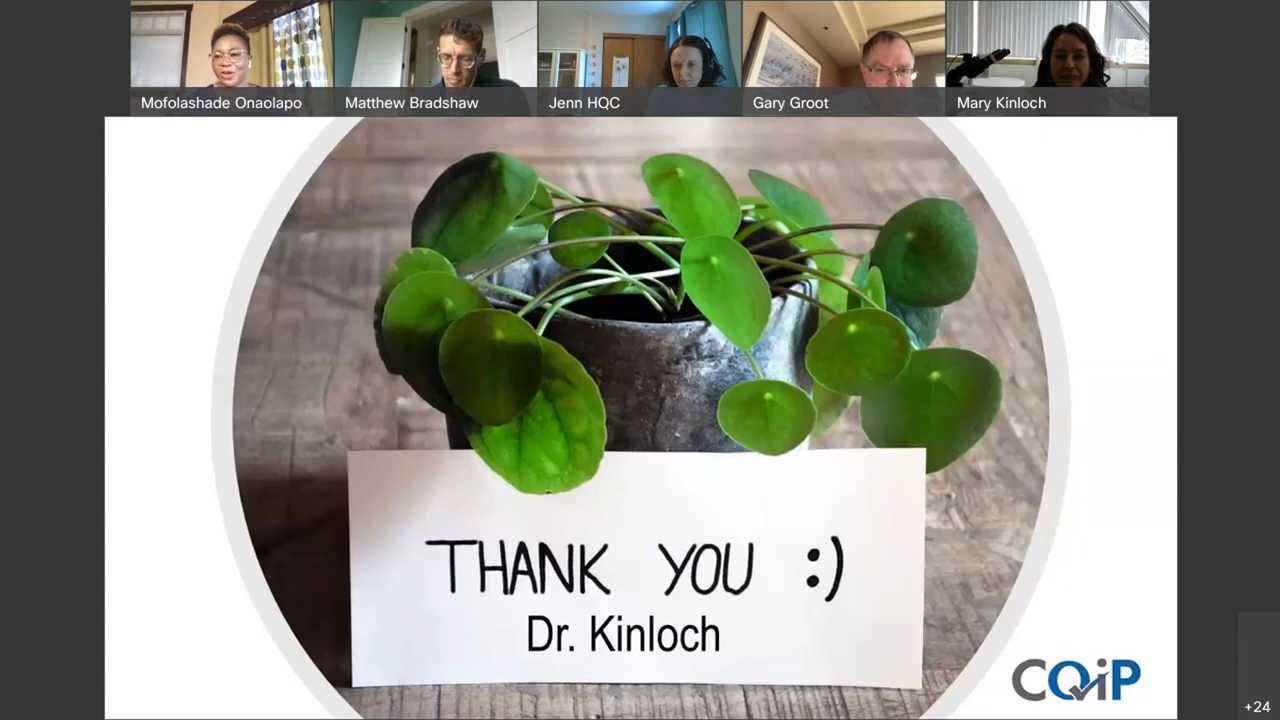 Mofolashade Onaolapo
Matthew Bradshaw
Jenn HQC
Gary Groot
Mary Kinloch
THANK YOU :)
Dr. Kinloch
CQiP
+24